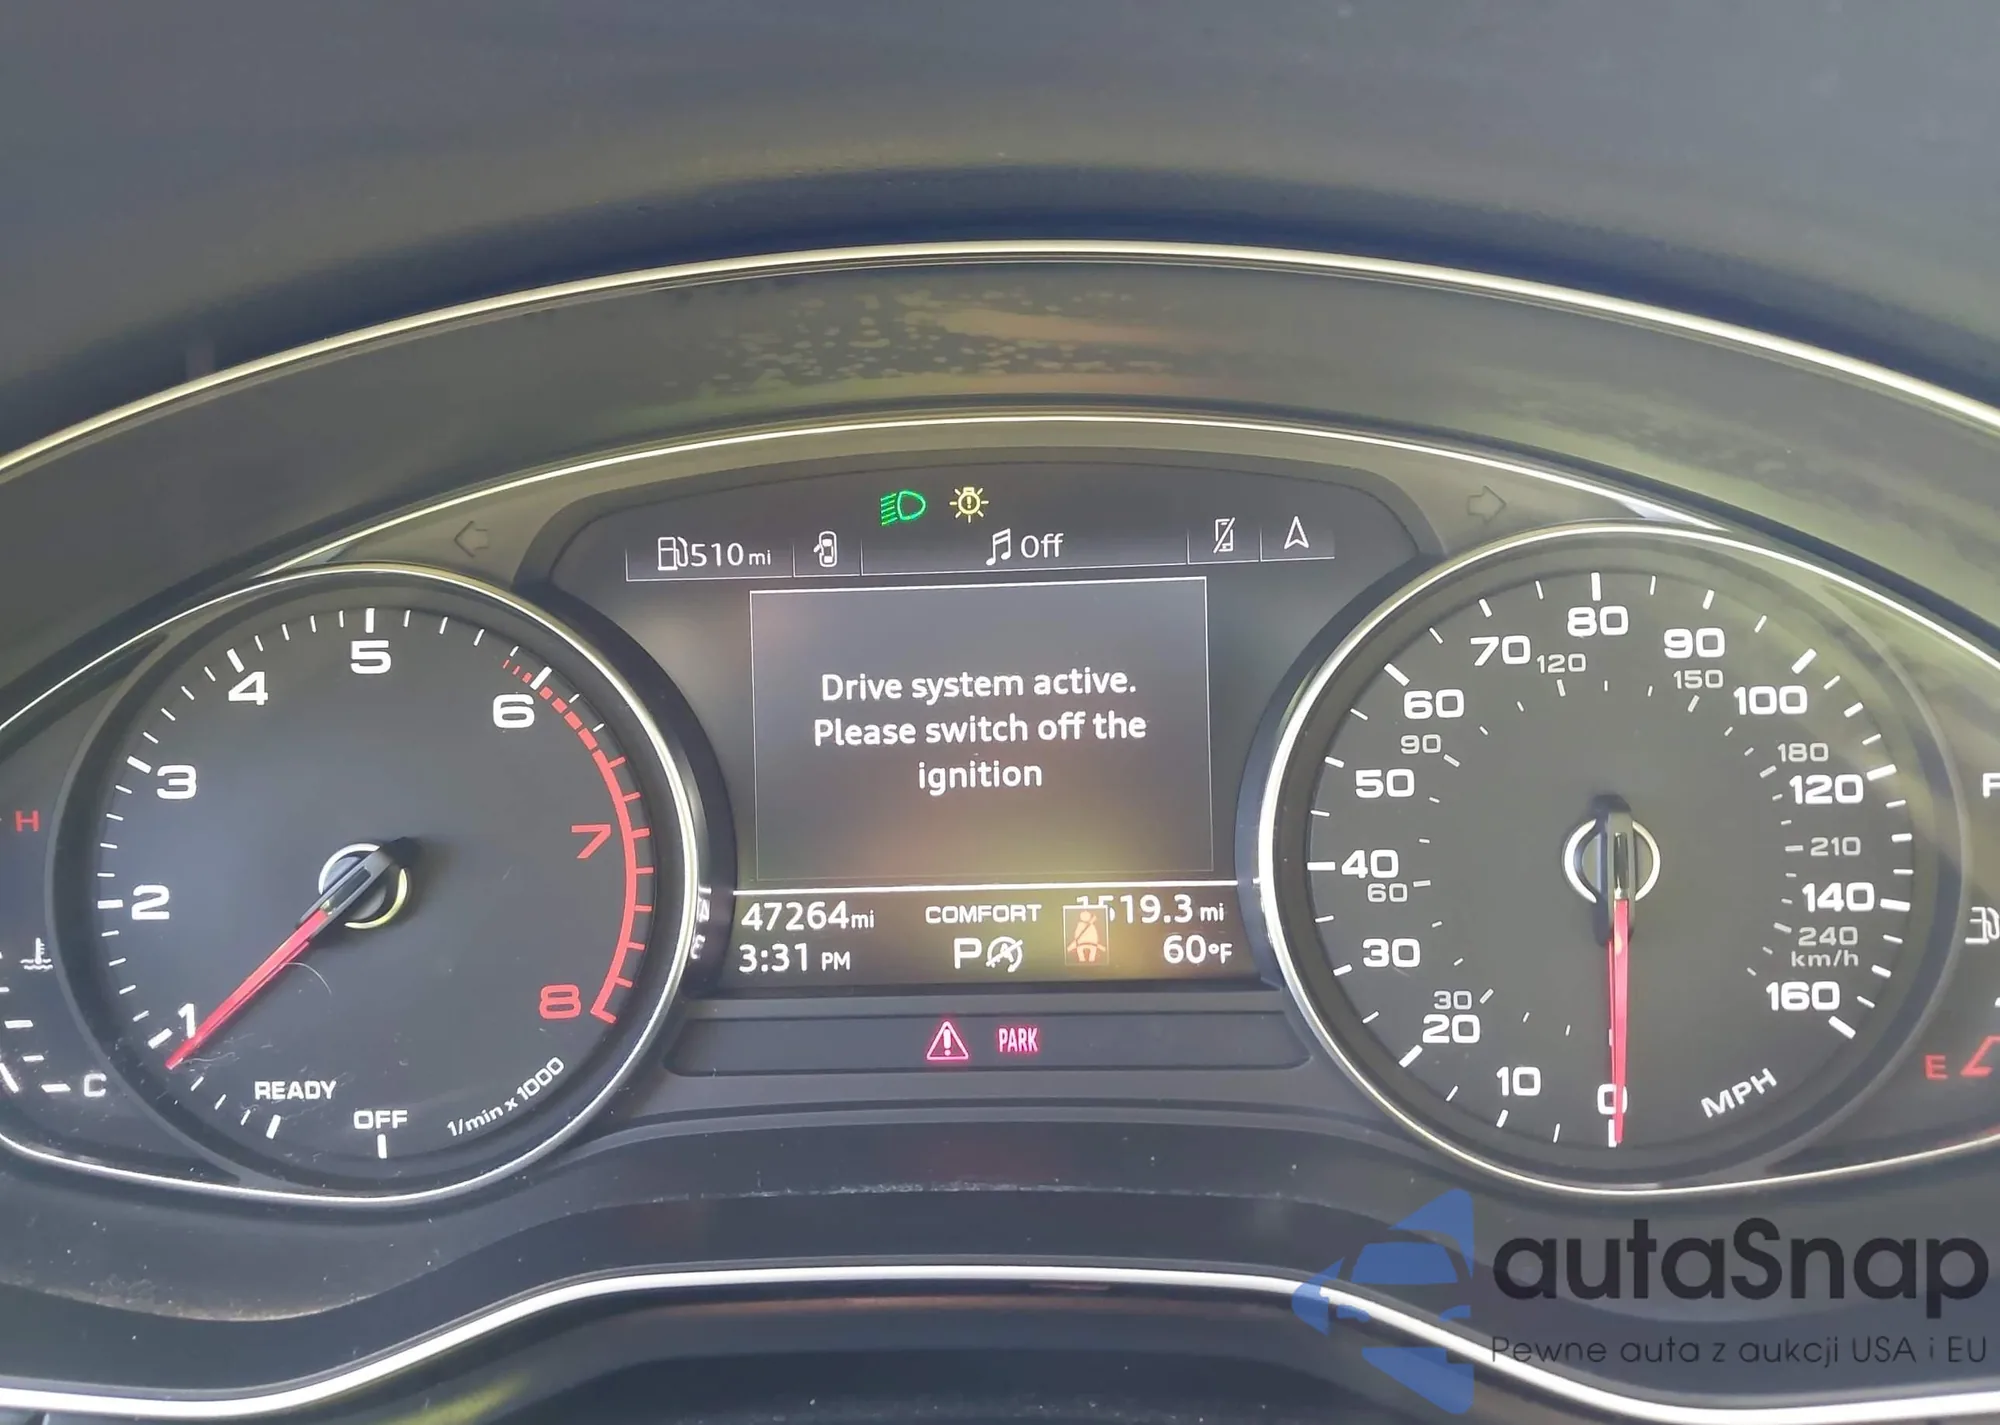 510 mi
Off
Drive system active.
Please switch off the
ignition
47264mi
COMFORT
519.3 mi
3:31 PM
P
60°F
PARK
H
C
1
2
3
4
5
6
7
8
READY
OFF
1/min x 1000
0
10
20
30
40
50
60
70
80
90
100
120
140
160
MPH
30
60
90
120
150
180
210
240
km/h
E
autaSnap
Pewne auta z aukcji USA i EU